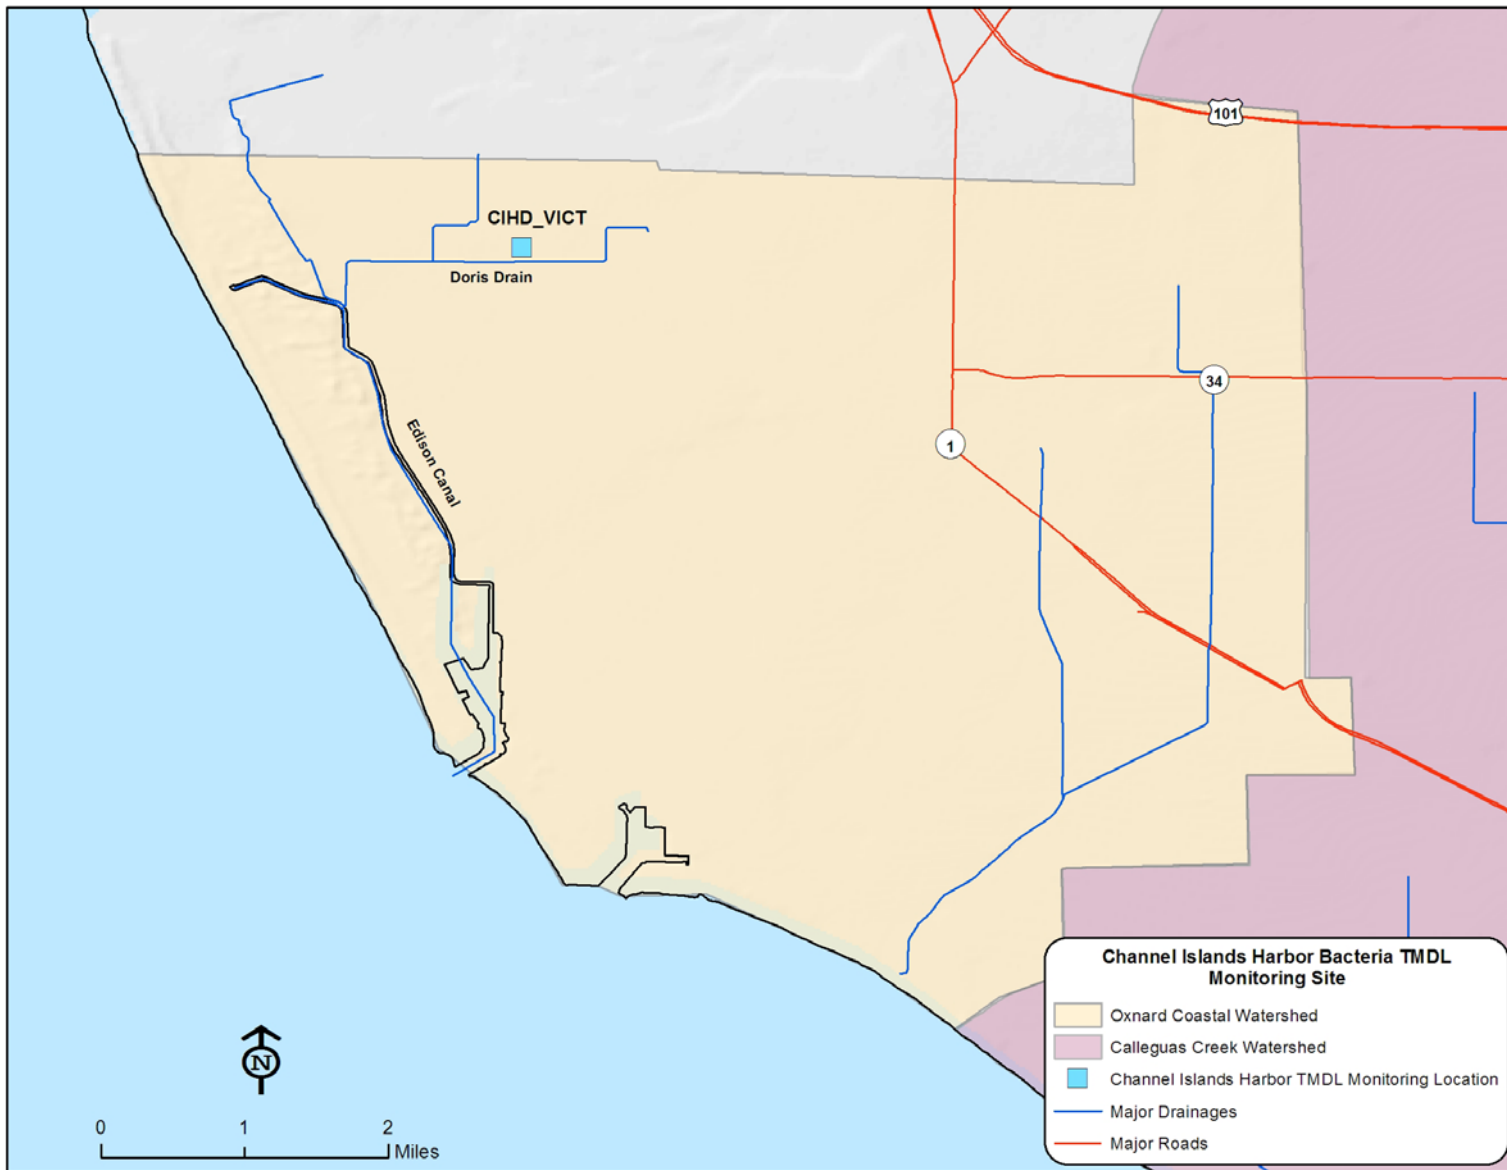 101
CIHD_VICT
Doris Drain
34
1
Edison Canal
Channel Islands Harbor Bacteria TMDL
Monitoring Site
Oxnard Coastal Watershed
Calleguas Creek Watershed
Channel Islands Harbor TMDL Monitoring Location
Major Drainages
Major Roads
N
0 1 2
Miles